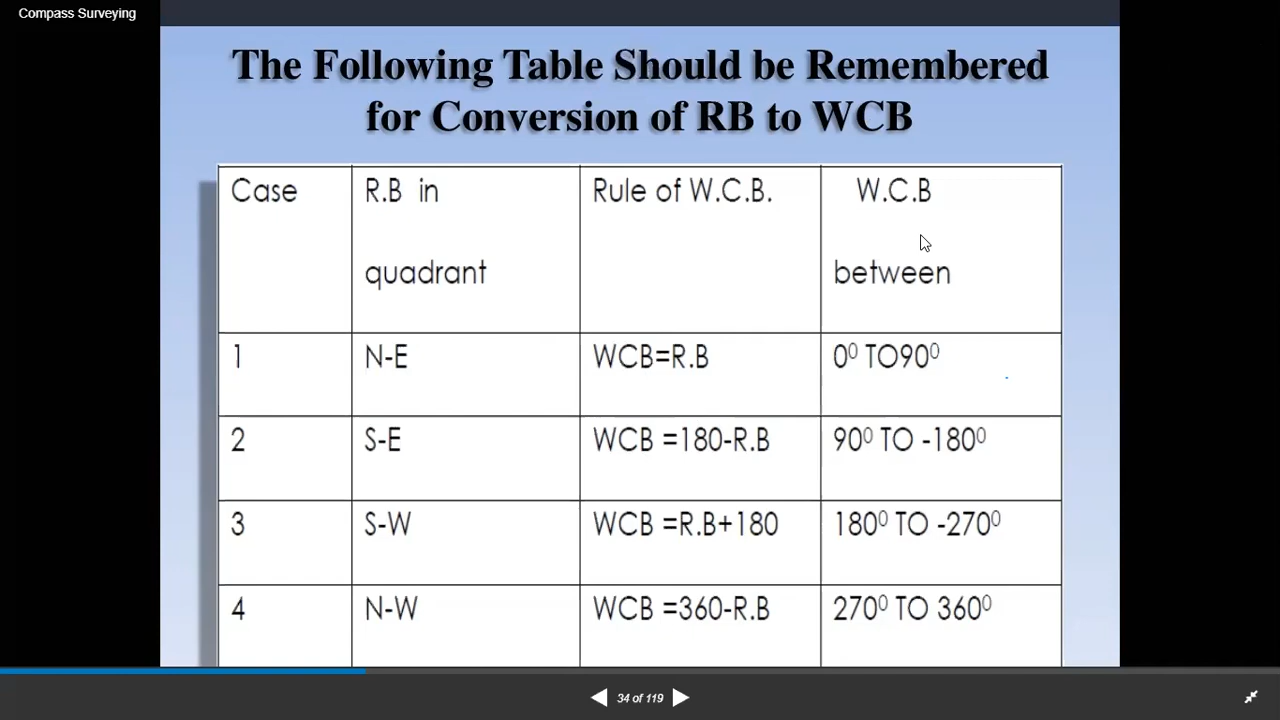 Compass Surveying
The Following Table Should be Remembered
for Conversion of RB to WCB
Case R.B in Rule of W.C.B. W.C.B
quadrant between
1 N-E WCB=R.B 0⁰ TO90⁰
2 S-E WCB =180-R.B 90⁰ TO -180⁰
3 S-W WCB =R.B+180 180⁰ TO -270⁰
4 N-W WCB =360-R.B 270⁰ TO 360⁰
34 of 119